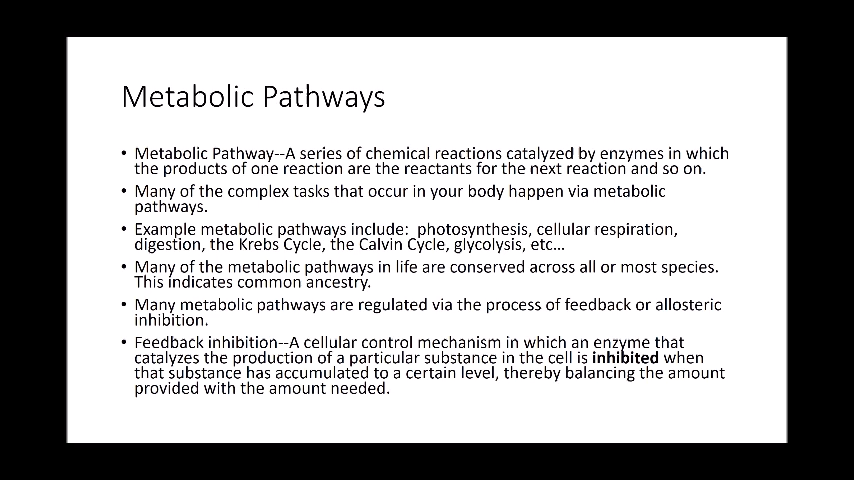 Metabolic Pathways
• Metabolic Pathway--A series of chemical reactions catalyzed by enzymes in which
the products of one reaction are the reactants for the next reaction and so on.
• Many of the complex tasks that occur in your body happen via metabolic
pathways.
• Example metabolic pathways include:  photosynthesis, cellular respiration,
digestion, the Krebs Cycle, the Calvin Cycle, glycolysis, etc...
• Many of the metabolic pathways in life are conserved across all or most species.
This indicates common ancestry.
• Many metabolic pathways are regulated via the process of feedback or allosteric
inhibition.
• Feedback inhibition--A cellular control mechanism in which an enzyme that
catalyzes the production of a particular substance in the cell is inhibited when
that substance has accumulated to a certain level, thereby balancing the amount
provided with the amount needed.